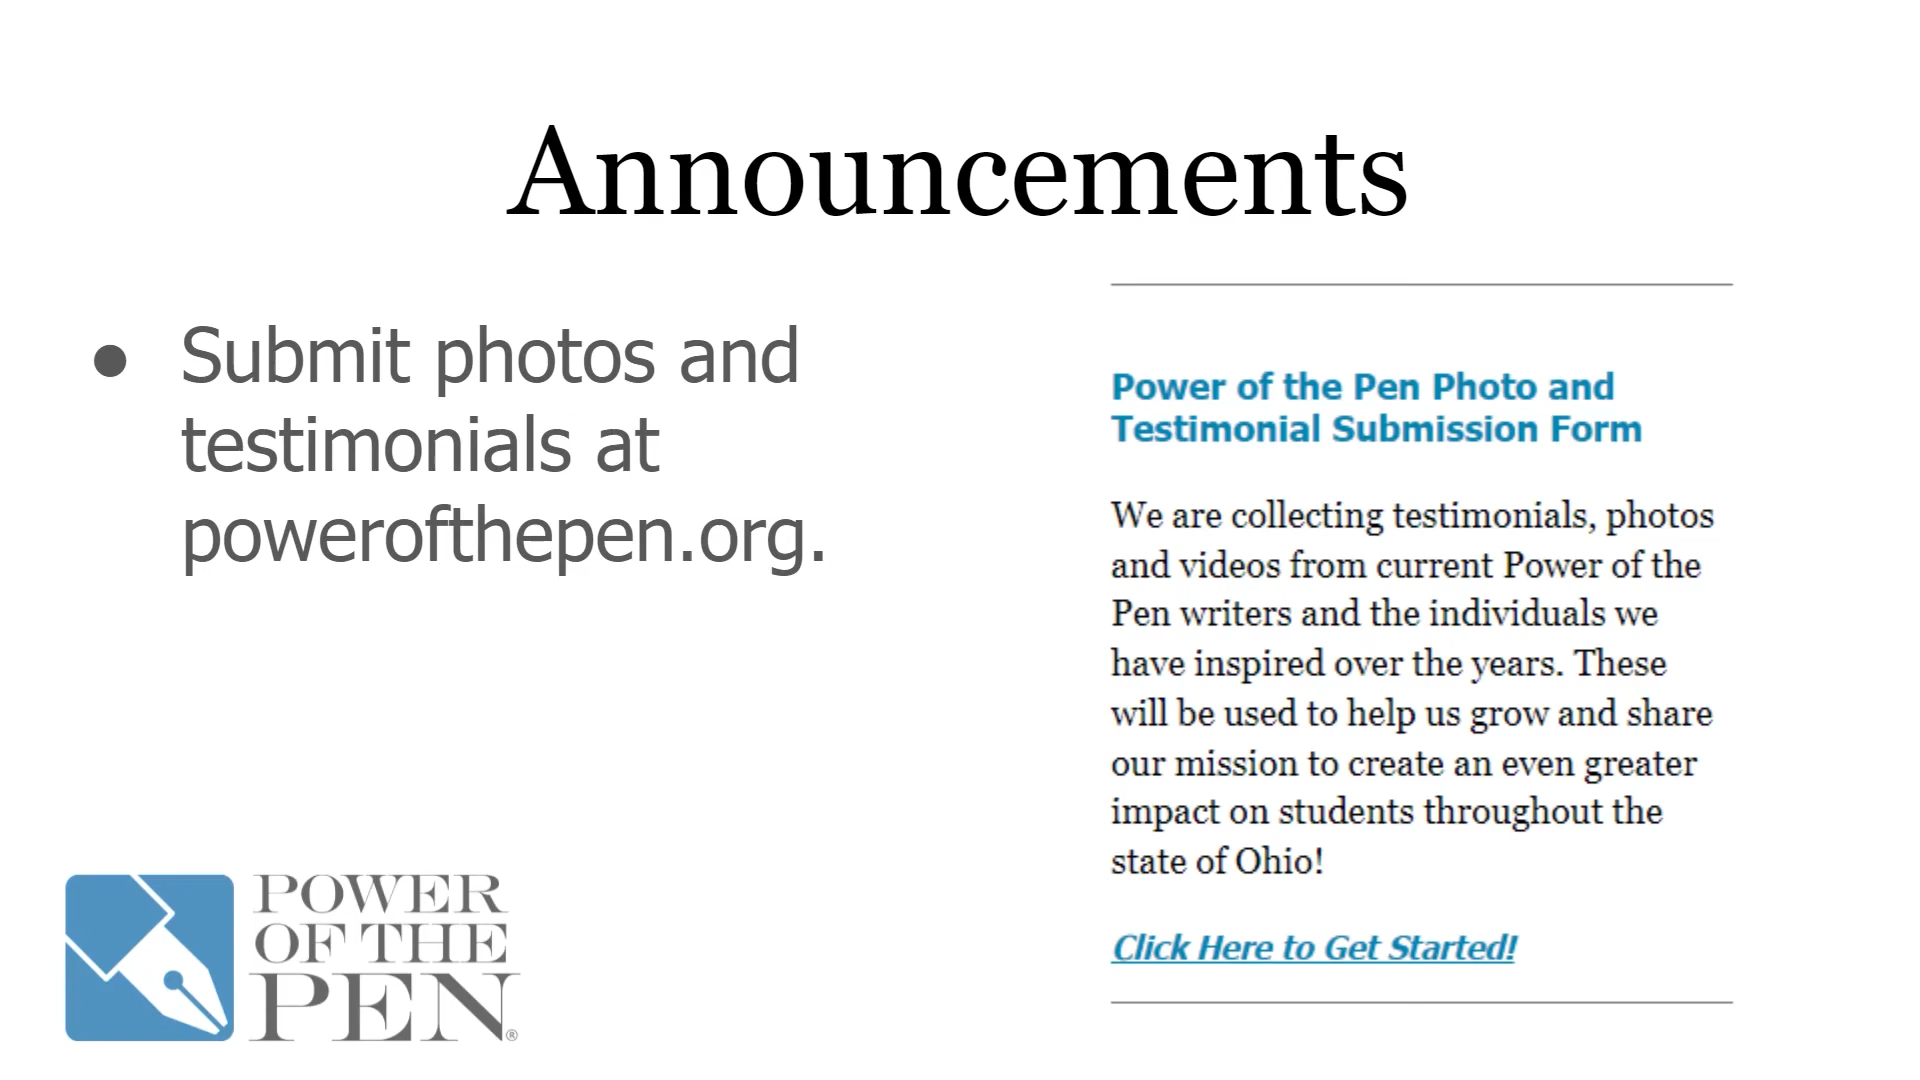 Announcements
● Submit photos and
testimonials at
powerofthepen.org.
Power of the Pen Photo and
Testimonial Submission Form
We are collecting testimonials, photos
and videos from current Power of the
Pen writers and the individuals we
have inspired over the years. These
will be used to help us grow and share
our mission to create an even greater
impact on students throughout the
state of Ohio!
Click Here to Get Started!
POWER
OF THE
PEN®